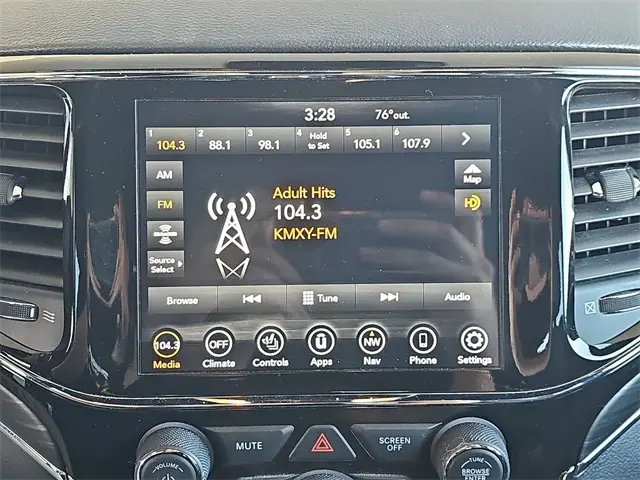 3:28 76°out.
1 104.3 2 88.1 3 98.1 4 Hold to Set 5 105.1 6 107.9
AM
Map
FM
HD
Adult Hits
104.3
KMXY-FM
Source
Select
Browse Tune Audio
104.3 OFF NW
Media Climate Controls Apps Nav Phone Settings
VOLUME
MUTE
SCREEN
OFF
TUNE
BROWSE
ENTER